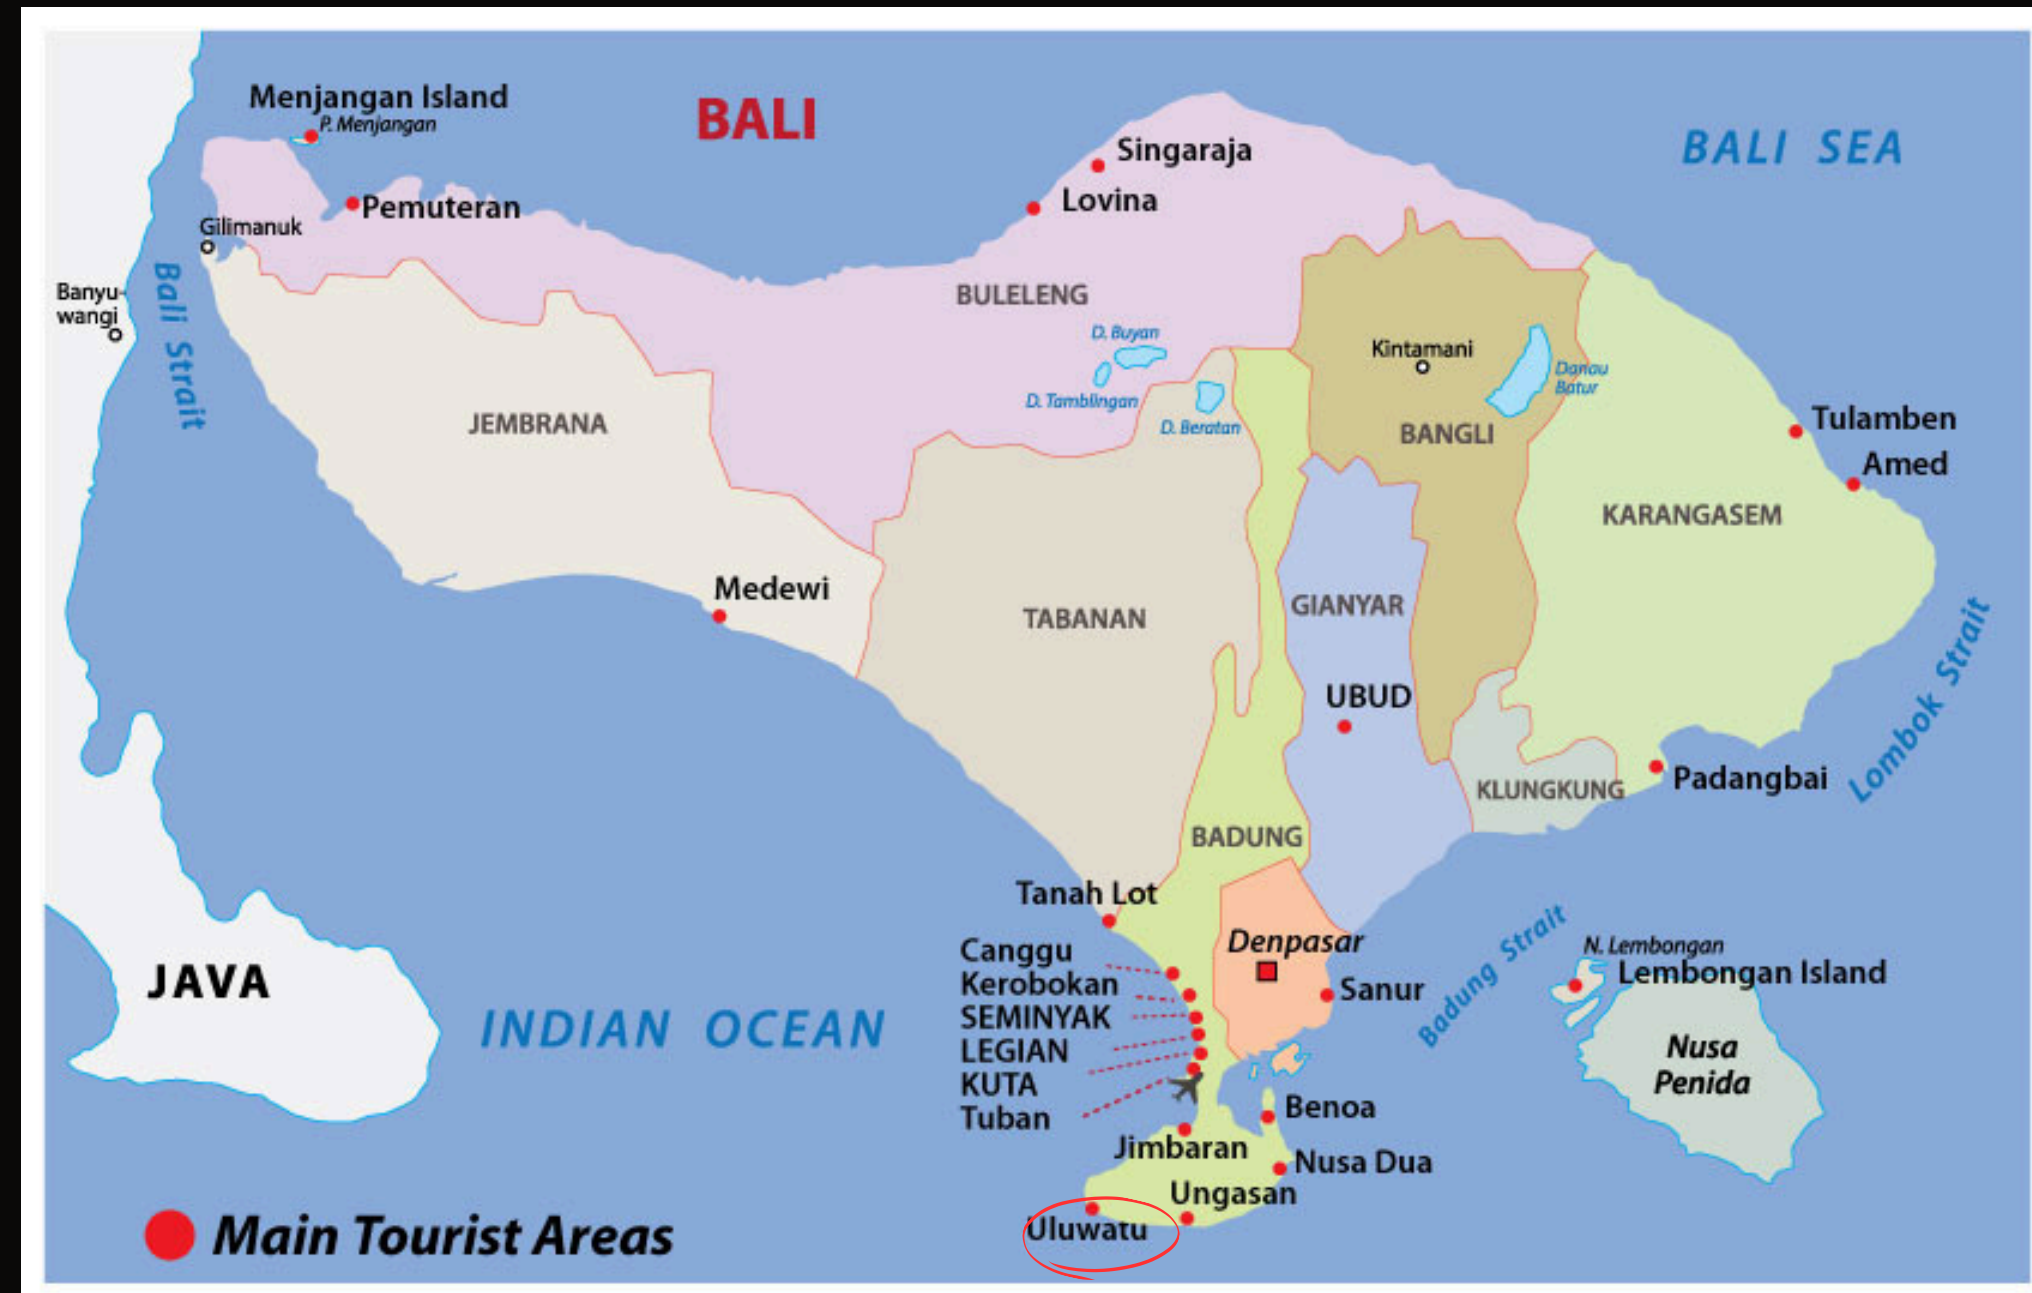 Menjangan Island
P. Menjangan
BALI
BALI SEA
Singaraja
Lovina
Pemuteran
Gilimanuk
Banyu-
wangi
Bali Strait
BULELENG
D. Buyan
D. Tamblingan
D. Beratan
Kintamani
Danau
Batur
JEMBRANA
BANGLI
Tulamben
Amed
KARANGASEM
Medewi
TABANAN
GIANYAR
UBUD
Lombok Strait
KLUNGKUNG
Padangbai
BADUNG
Tanah Lot
Denpasar
Canggu
Kerobokan
SEMINYAK
LEGIAN
KUTA
Tuban
Sanur
Badung Strait
N. Lembongan
Lembongan Island
Nusa
Penida
JAVA
INDIAN OCEAN
Benoa
Jimbaran
Nusa Dua
Ungasan
Uluwatu
Main Tourist Areas